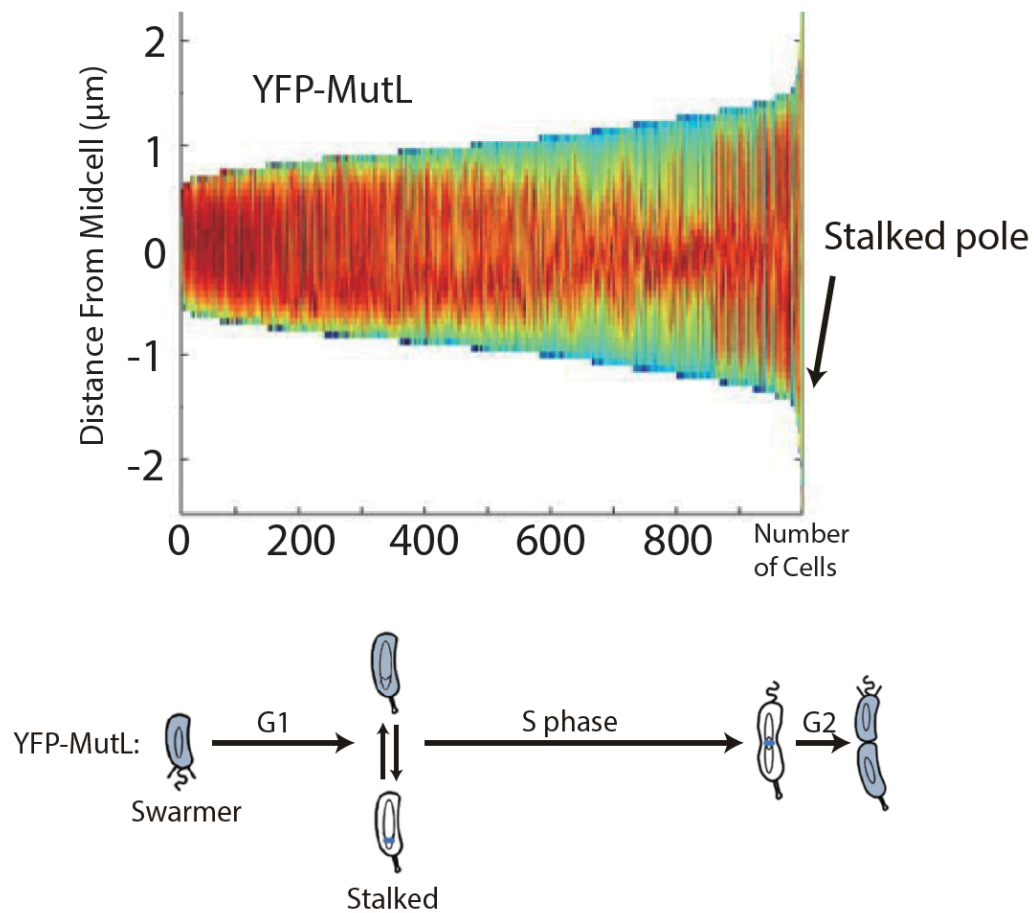 2
1
0
-1
-2
Distance From Midcell (µm)
YFP-MutL
Stalked pole
0
200
400
600
800
Number
of Cells
YFP-MutL:
Swarmer
G1
Stalked
S phase
G2